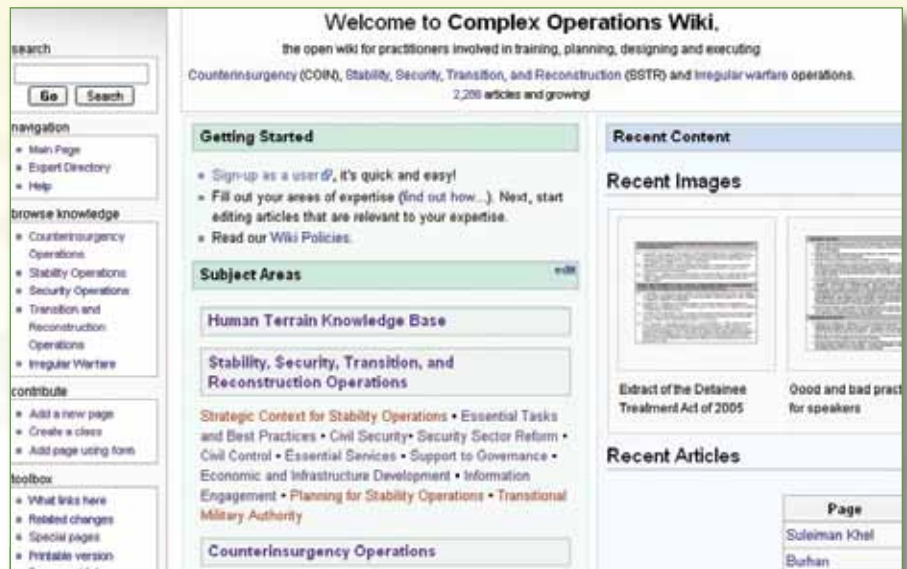 Welcome to Complex Operations Wiki,
the open wiki for practitioners involved in training, planning, designing and executing
Counterinsurgency (COIN), Stability, Security, Transition, and Reconstruction (SSTR) and Irregular warfare operations.
2,286 articles and growing!
search
Go Search
navigation
Main Page
Expert Directory
Help
browse knowledge
Counterinsurgency
Operations
Stability Operations
Security Operations
Transition and
Reconstruction
Operations
Irregular Warfare
contribute
Add a new page
Create a class
Add page using form
toolbox
What links here
Related changes
Special pages
Printable version
Getting Started
Sign-up as a user, it's quick and easy!
Fill out your areas of expertise (find out how...). Next, start
editing articles that are relevant to your expertise.
Read our Wiki Policies.
Subject Areas
edit
Human Terrain Knowledge Base
Stability, Security, Transition, and
Reconstruction Operations
Strategic Context for Stability Operations • Essential Tasks
and Best Practices • Civil Security• Security Sector Reform •
Civil Control • Essential Services • Support to Governance •
Economic and Infrastructure Development • Information
Engagement • Planning for Stability Operations • Transitional
Military Authority
Counterinsurgency Operations
Recent Content
Recent Images
Extract of the Detainee
Treatment Act of 2005
Good and bad pract
for speakers
Recent Articles
Page
Suleiman Khel
Burhan